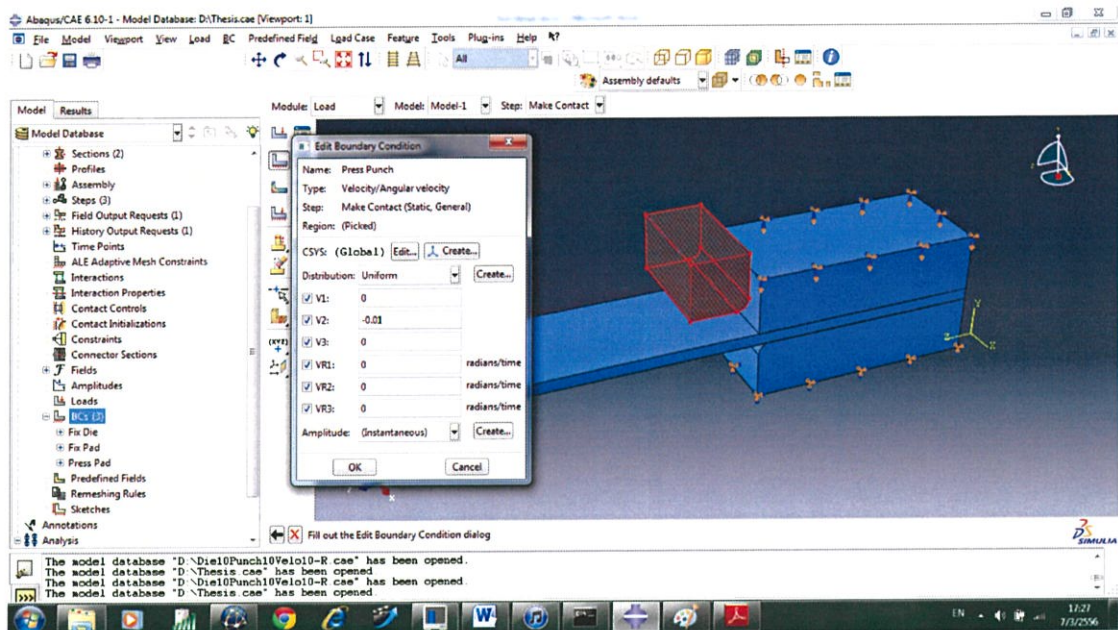 Abaqus/CAE 6.10-1 - Model Database: D:\Thesis.cae [Viewport: 1]
File Model Viewport View Load BC Predefined Field Load Case Feature Tools Plug-ins Help
All
Assembly defaults
Model Results
Module: Load Model: Model-1 Step: Make Contact
Model Database
Sections (2)
Profiles
Assembly
Steps (3)
Field Output Requests (1)
History Output Requests (1)
Time Points
ALE Adaptive Mesh Constraints
Interactions
Interaction Properties
Contact Controls
Contact Initializations
Constraints
Connector Sections
Fields
Amplitudes
Loads
BCs (3)
Fix Die
Fix Pad
Press Pad
Predefined Fields
Remeshing Rules
Sketches
Annotations
Analysis
(XYZ)
Edit Boundary Condition
Name: Press Punch
Type: Velocity/Angular velocity
Step: Make Contact (Static, General)
Region: (Picked)
CSYS: (Global) Edit... Create...
Distribution: Uniform Create...
V1: 0
V2: -0.01
V3: 0
VR1: 0 radians/time
VR2: 0 radians/time
VR3: 0 radians/time
Amplitude: (Instantaneous) Create...
OK Cancel
Y
Z
X
X
Fill out the Edit Boundary Condition dialog
SIMULIA
The model database "D:\Die10Punch10Velo10-R.cae" has been opened.
The model database "D:\Thesis.cae" has been opened
The model database "D:\Die10Punch10Velo10-R.cae" has been opened.
The model database "D:\Thesis.cae" has been opened.
>>>
EN
17:27
7/3/2556